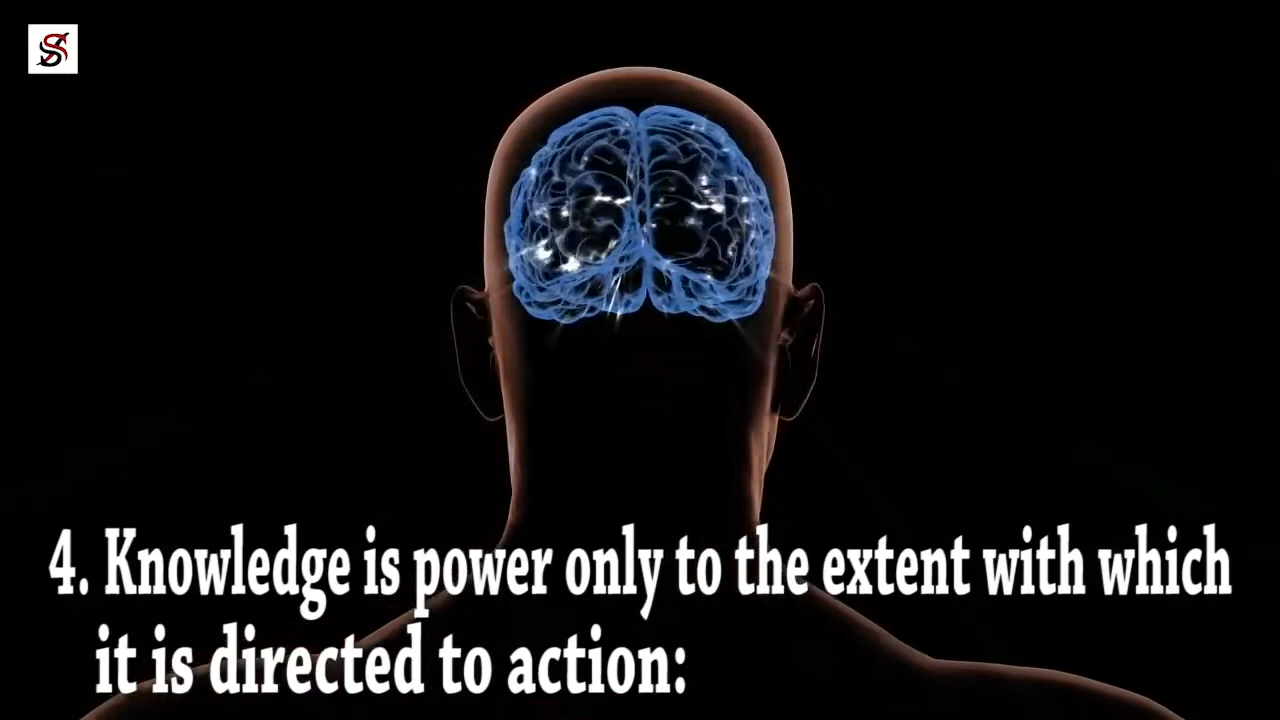 4. Knowledge is power only to the extent with which
it is directed to action: